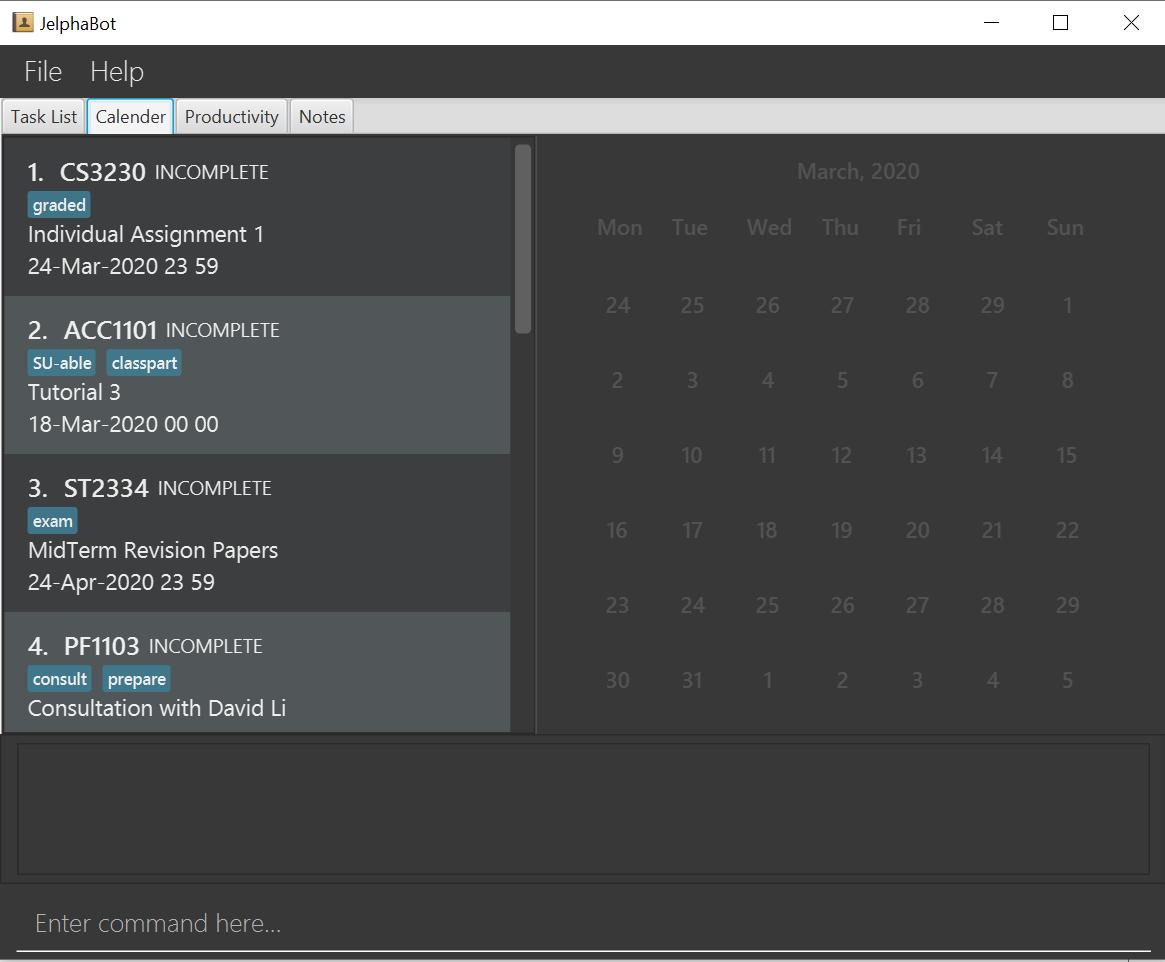 JelphaBot
File Help
Task List Calender Productivity Notes
1. CS3230 INCOMPLETE
graded
Individual Assignment 1
24-Mar-2020 23 59
2. ACC1101 INCOMPLETE
SU-able classpart
Tutorial 3
18-Mar-2020 00 00
3. ST2334 INCOMPLETE
exam
MidTerm Revision Papers
24-Apr-2020 23 59
4. PF1103 INCOMPLETE
consult prepare
Consultation with David Li
March, 2020
Mon Tue Wed Thu Fri Sat Sun
24 25 26 27 28 29 1
2 3 4 5 6 7 8
9 10 11 12 13 14 15
16 17 18 19 20 21 22
23 24 25 26 27 28 29
30 31 1 2 3 4 5
Enter command here...